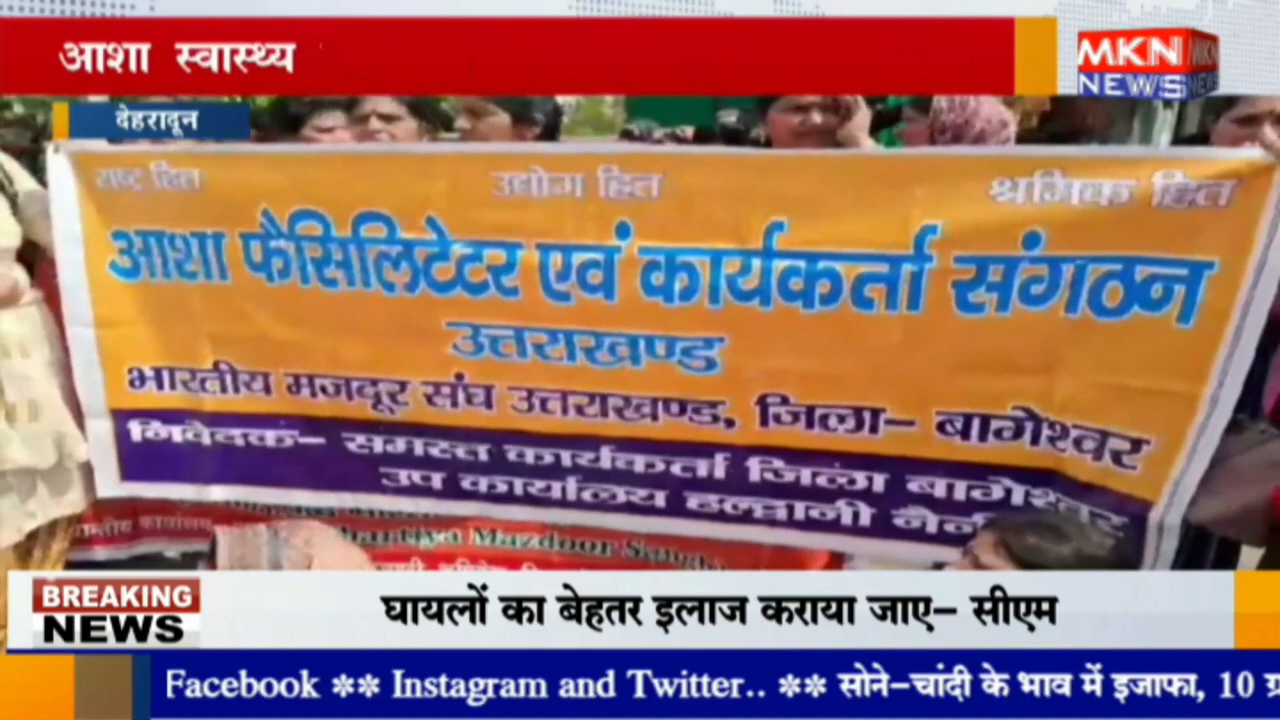 आशा स्वास्थ्य
MKN NEWS
देहरादून
राष्ट्र हित उद्योग हित श्रमिक हित
आशा फैसिलिटेटर एवं कार्यकर्ता संगठन
उत्तराखण्ड
भारतीय मजदूर संघ उत्तराखण्ड, जिला- बागेश्वर
निवेदक- समस्त कार्यकर्ता जिला बागेश्वर
उप कार्यालय हल्द्वानी
Mazdoor
BREAKING NEWS
घायलों का बेहतर इलाज कराया जाए- सीएम
Facebook ** Instagram and Twitter.. ** सोने-चांदी के भाव में इजाफा, 10